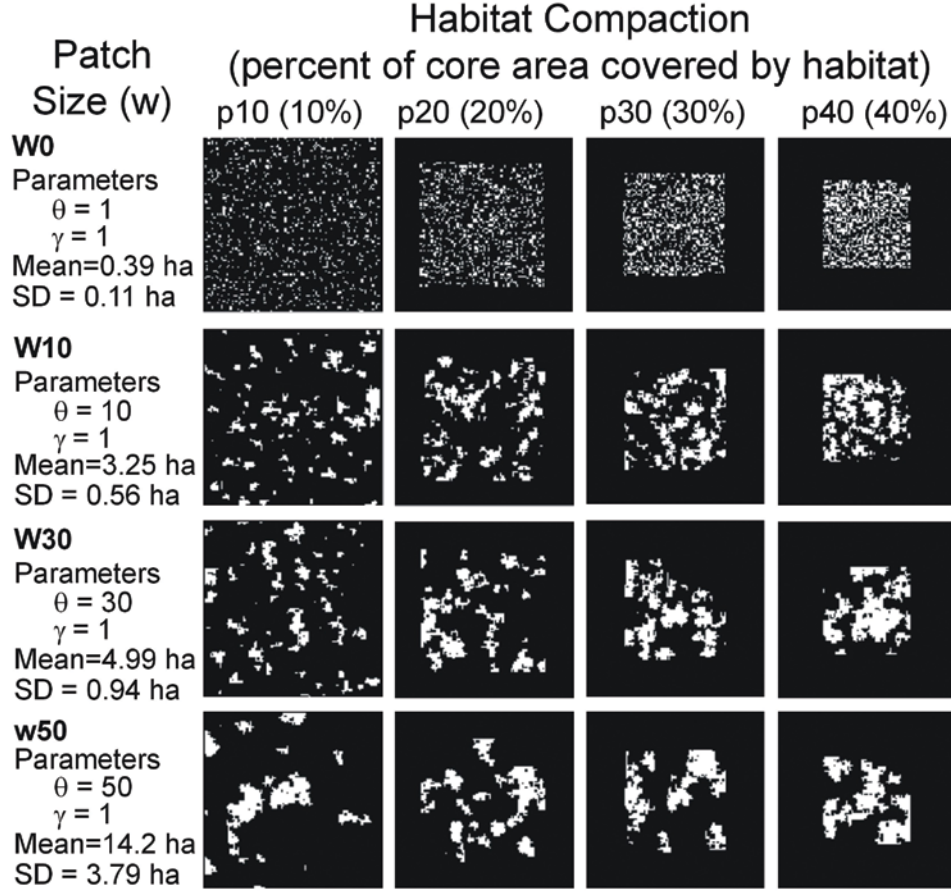 Habitat Compaction
(percent of core area covered by habitat)
Patch
Size (w)
p10 (10%) p20 (20%) p30 (30%) p40 (40%)
W0
Parameters
θ = 1
γ = 1
Mean=0.39 ha
SD = 0.11 ha
W10
Parameters
θ = 10
γ = 1
Mean=3.25 ha
SD = 0.56 ha
W30
Parameters
θ = 30
γ = 1
Mean=4.99 ha
SD = 0.94 ha
w50
Parameters
θ = 50
γ = 1
Mean=14.2 ha
SD = 3.79 ha